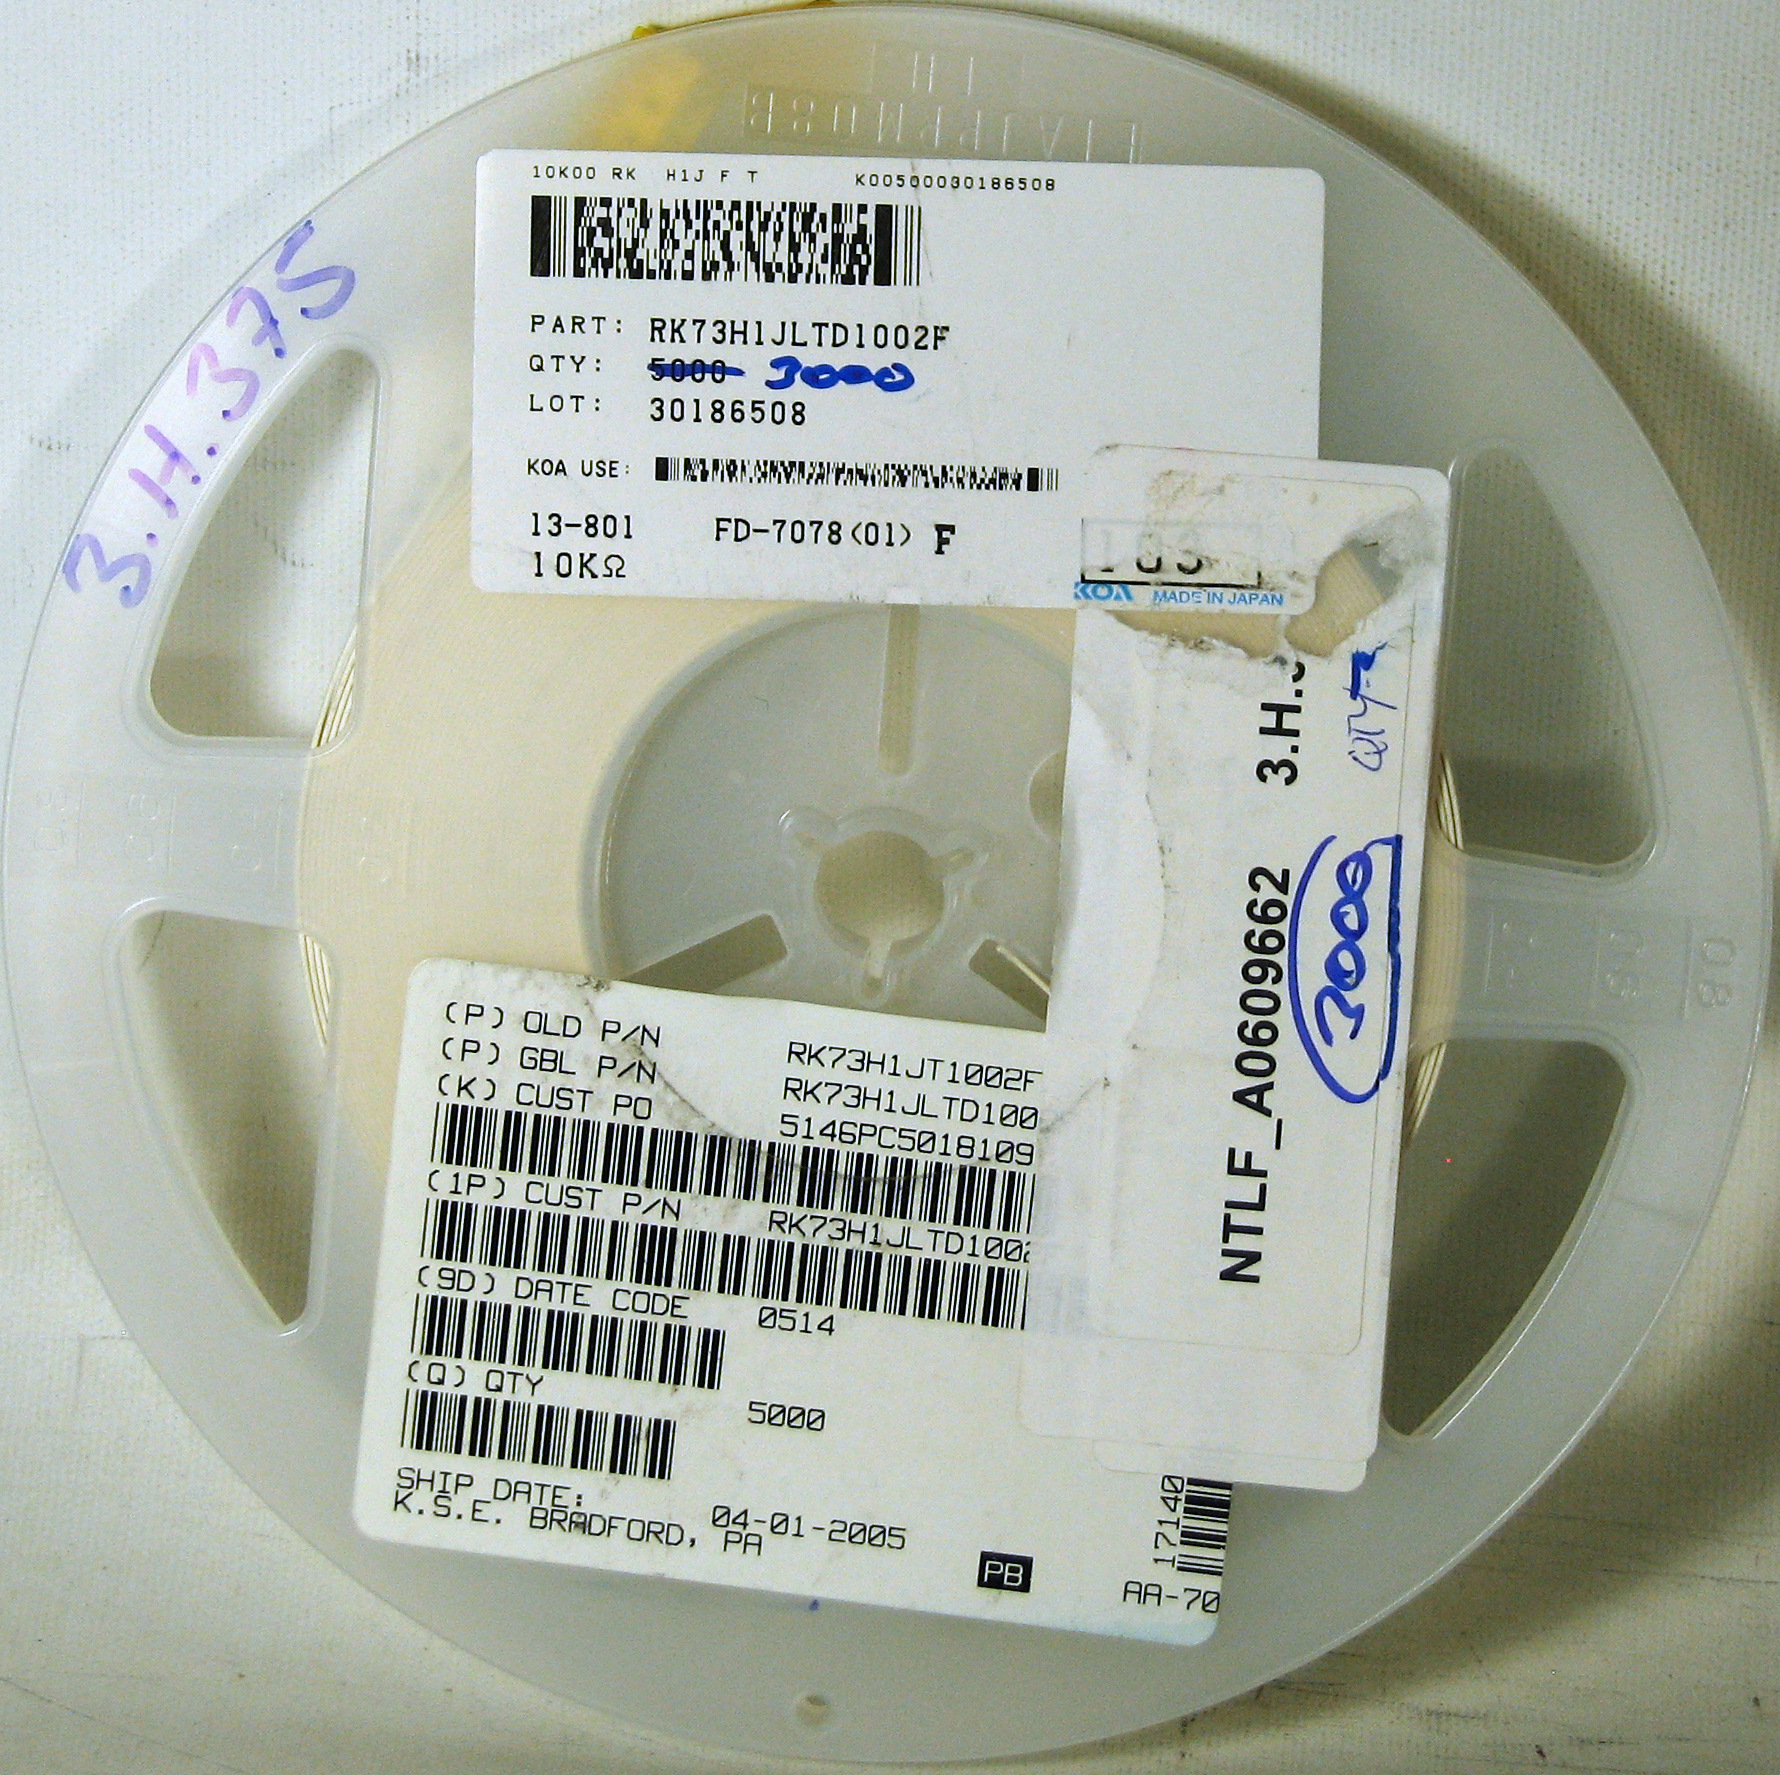 3.H.375
10K00 RK H1J F T K00500030186508
PART: RK73H1JLTD1002F
QTY: 5000 3000
LOT: 30186508
KOA USE:
13-801 FD-7078(01) F
10KΩ
KOA MADE IN JAPAN
NTLF_A0609662 3.H.
3000 QTY
(P) OLD P/N RK73H1JT1002F
(P) GBL P/N RK73H1JLTD100
(K) CUST PO 5146PC5018109
(1P) CUST P/N RK73H1JLTD1002
(9D) DATE CODE 0514
(Q) QTY 5000
SHIP DATE: 04-01-2005
K.S.E. BRADFORD, PA
PB
17140
AA-70